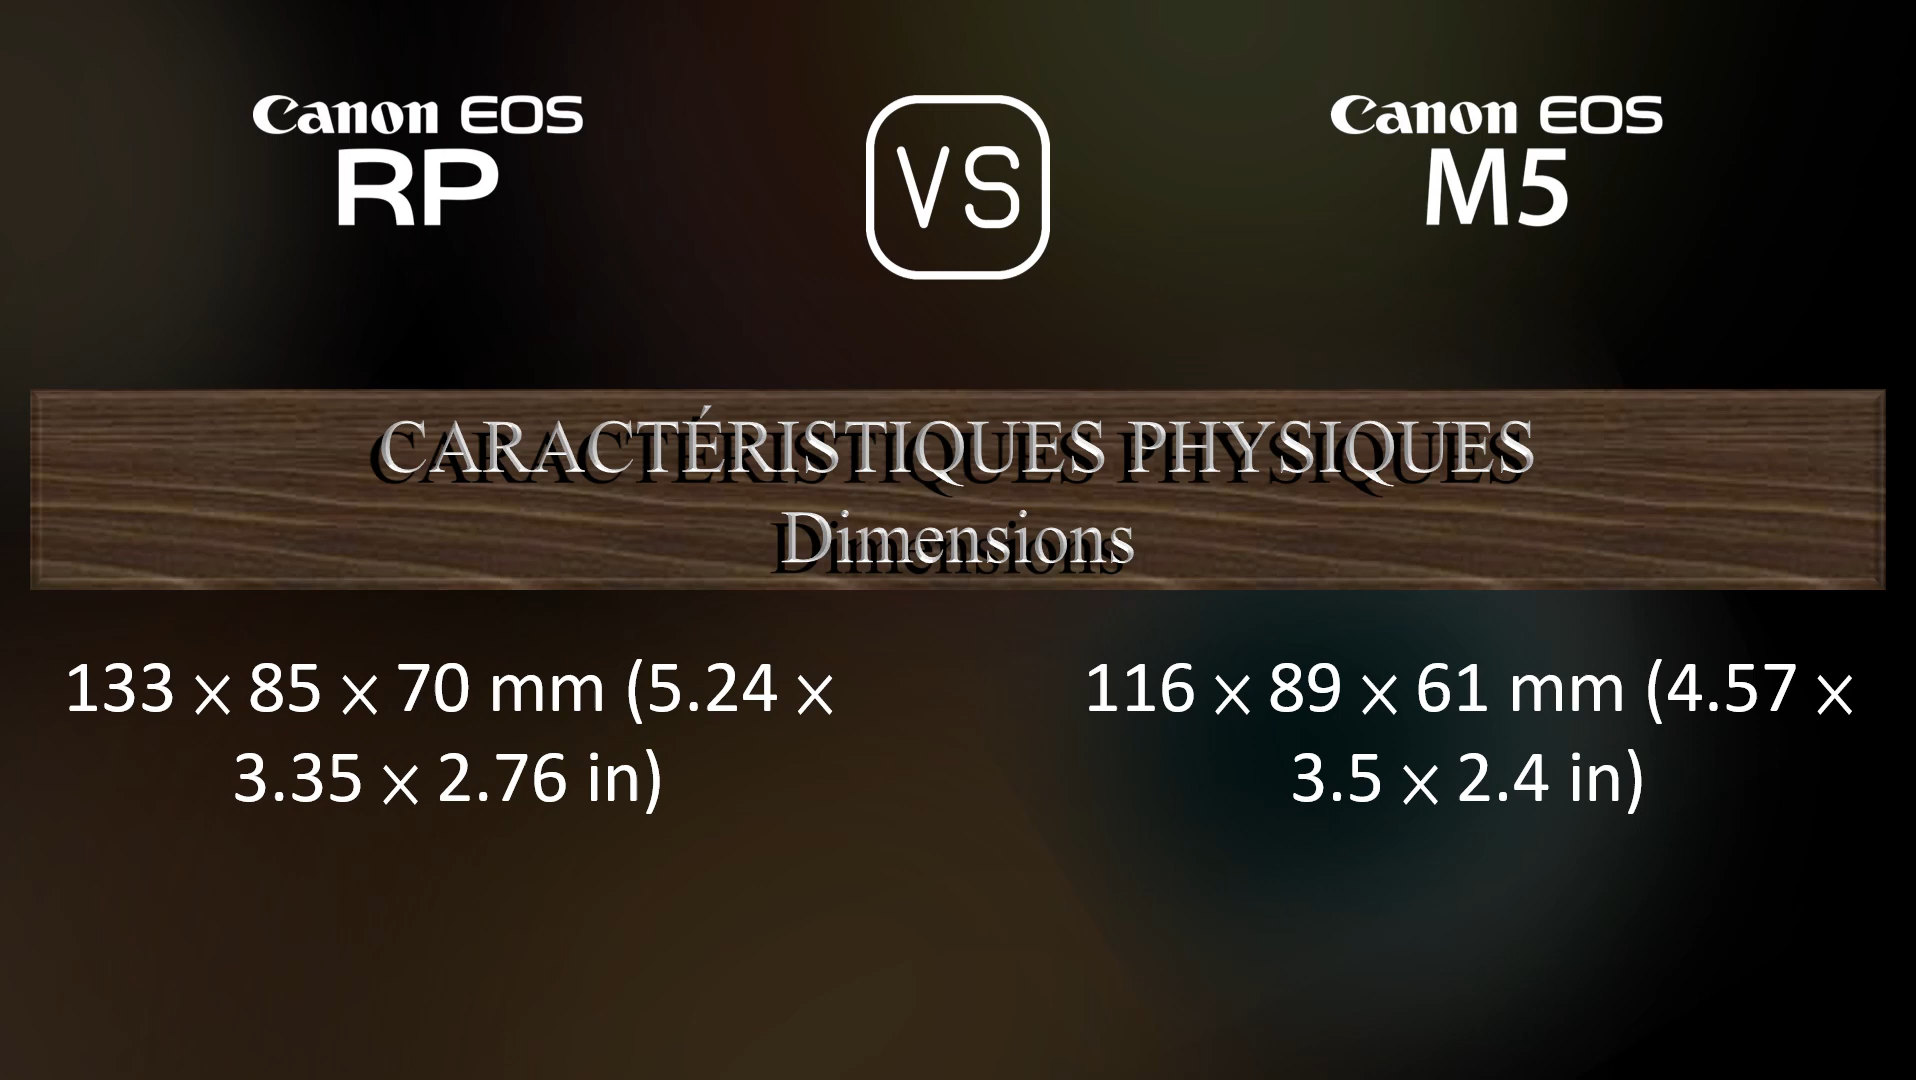 Canon EOS
RP
VS
Canon EOS
M5
CARACTÉRISTIQUES PHYSIQUES
Dimensions
133 x 85 x 70 mm (5.24 x
3.35 x 2.76 in)
116 x 89 x 61 mm (4.57 x
3.5 x 2.4 in)